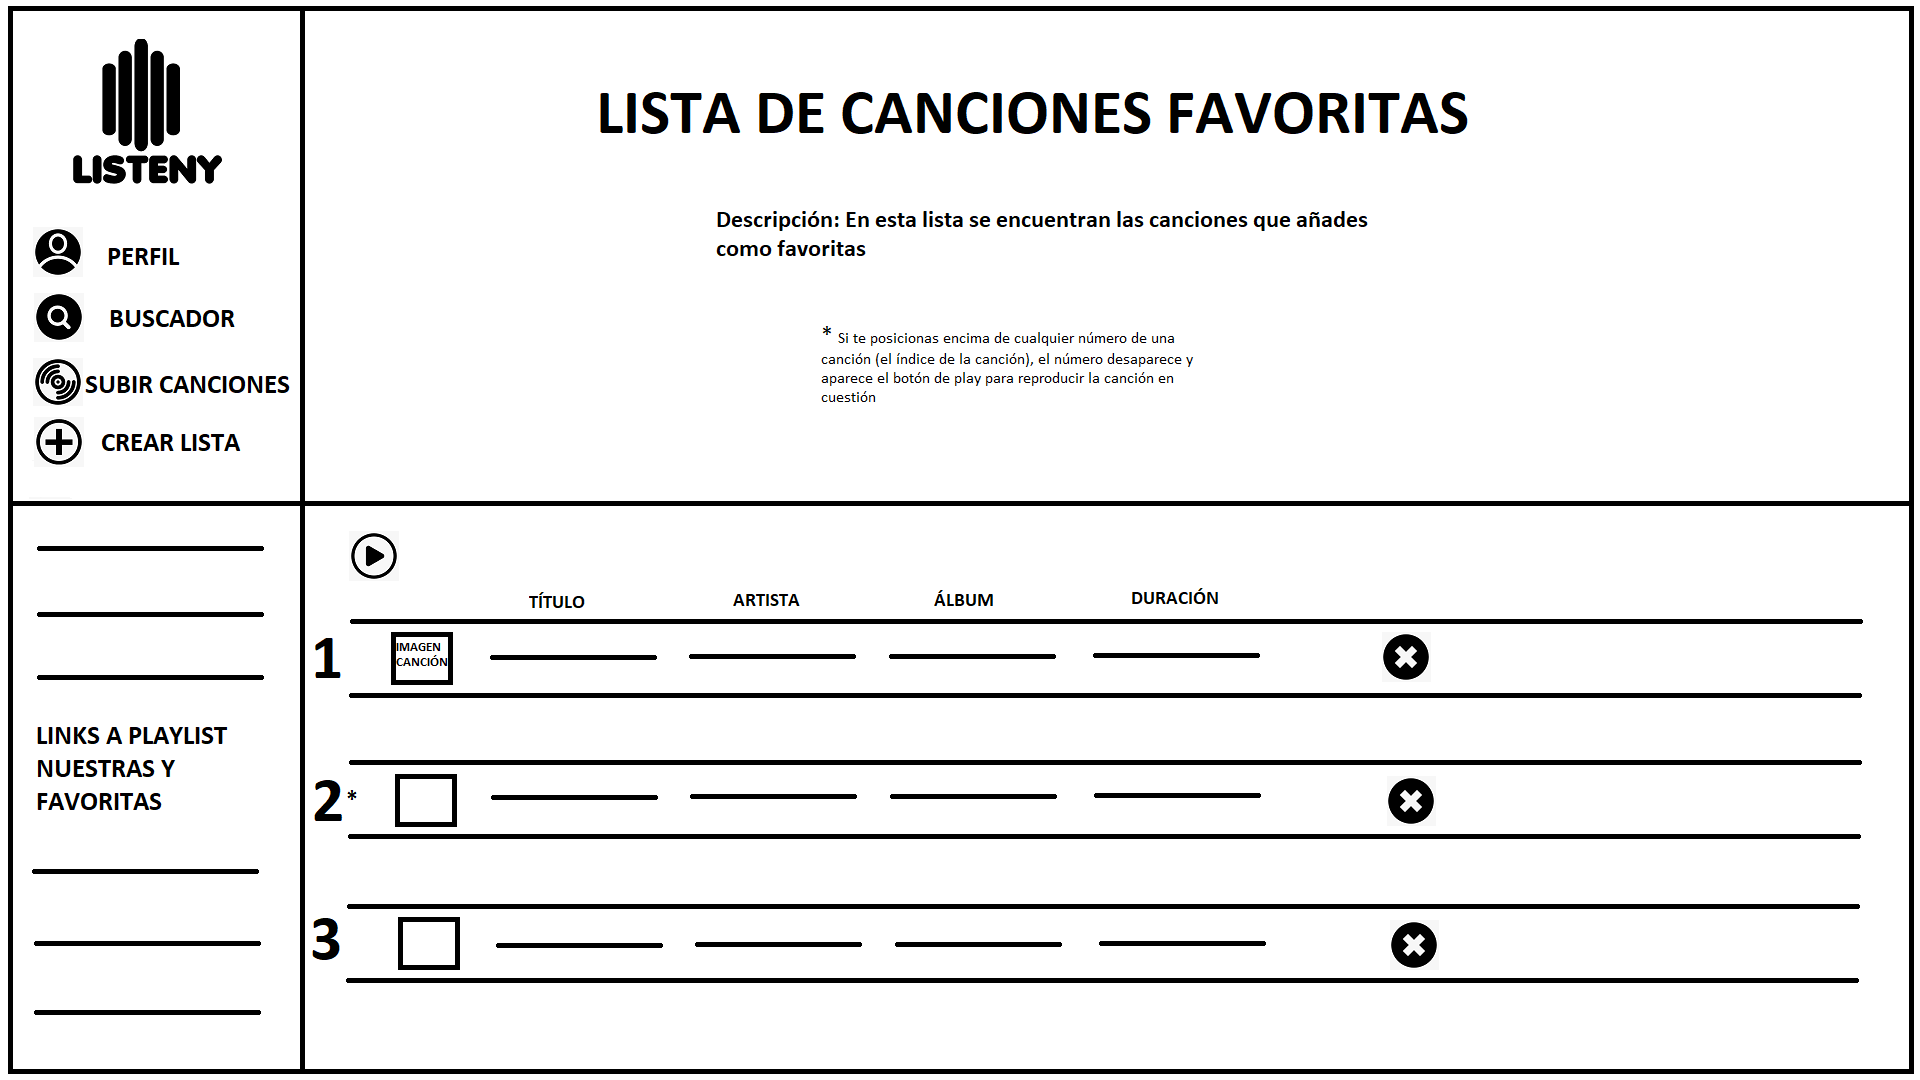 LISTENY
PERFIL
BUSCADOR
SUBIR CANCIONES
CREAR LISTA
LISTA DE CANCIONES FAVORITAS
Descripción: En esta lista se encuentran las canciones que añades
como favoritas
* Si te posicionas encima de cualquier número de una
canción (el índice de la canción), el número desaparece y
aparece el botón de play para reproducir la canción en
cuestión
LINKS A PLAYLIST
NUESTRAS Y
FAVORITAS
TÍTULO ARTISTA ÁLBUM DURACIÓN
1
IMAGEN
CANCIÓN
2*
3